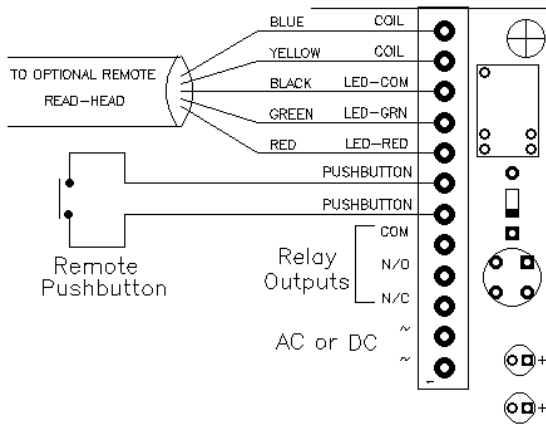 BLUE COIL
YELLOW COIL
TO OPTIONAL REMOTE
READ-HEAD
BLACK LED-COM
GREEN LED-GRN
RED LED-RED
PUSHBUTTON
PUSHBUTTON
Remote
Pushbutton
Relay
Outputs
COM
N/O
N/C
AC or DC
~
~
+
+